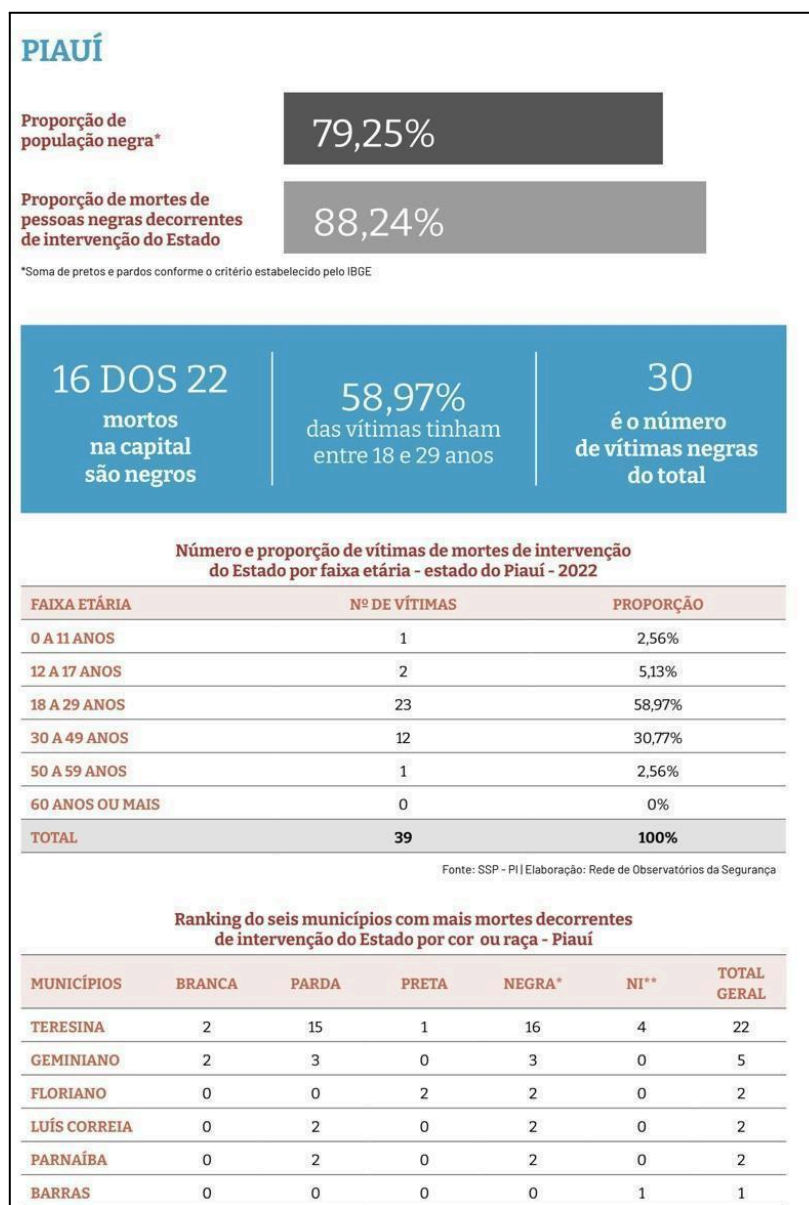 PIAUÍ
Proporção de
população negra*
79,25%
Proporção de mortes de
pessoas negras decorrentes
de intervenção do Estado
88,24%
*Soma de pretos e pardos conforme o critério estabelecido pelo IBGE
16 DOS 22
mortos
na capital
são negros
58,97%
das vítimas tinham
entre 18 e 29 anos
30
é o número
de vítimas negras
do total
Número e proporção de vítimas de mortes de intervenção
do Estado por faixa etária - estado do Piauí - 2022
FAIXA ETÁRIA Nº DE VÍTIMAS PROPORÇÃO
0 A 11 ANOS 1 2,56%
12 A 17 ANOS 2 5,13%
18 A 29 ANOS 23 58,97%
30 A 49 ANOS 12 30,77%
50 A 59 ANOS 1 2,56%
60 ANOS OU MAIS 0 0%
TOTAL 39 100%
Fonte: SSP - PI | Elaboração: Rede de Observatórios da Segurança
Ranking do seis municípios com mais mortes decorrentes
de intervenção do Estado por cor ou raça - Piauí
MUNICÍPIOS BRANCA PARDA PRETA NEGRA* NI** TOTAL
GERAL
TERESINA 2 15 1 16 4 22
GEMINIANO 2 3 0 3 0 5
FLORIANO 0 0 2 2 0 2
LUÍS CORREIA 0 2 0 2 0 2
PARNAÍBA 0 2 0 2 0 2
BARRAS 0 0 0 0 1 1